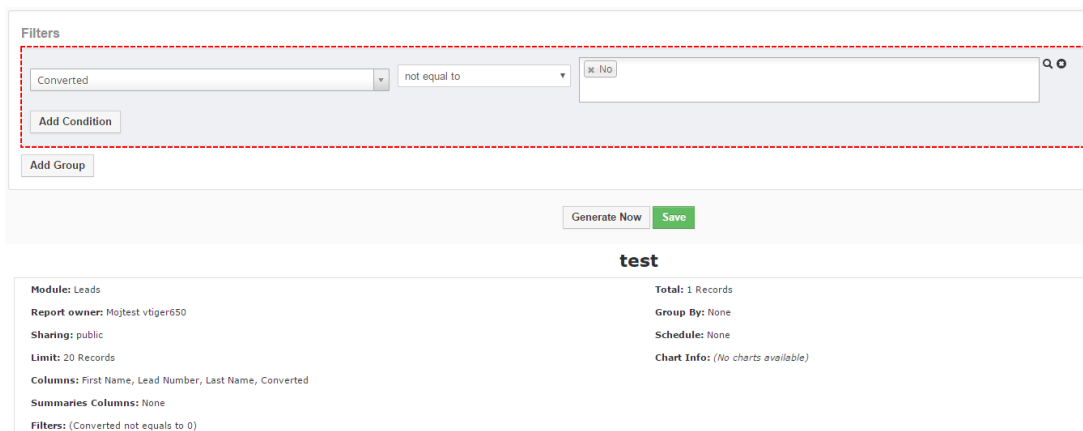 Filters
Converted not equal to × No
Add Condition
Add Group
Generate Now Save
test
Module: Leads Total: 1 Records
Report owner: Mojtest vtiger650 Group By: None
Sharing: public Schedule: None
Limit: 20 Records Chart Info: (No charts available)
Columns: First Name, Lead Number, Last Name, Converted
Summaries Columns: None
Filters: (Converted not equals to 0)